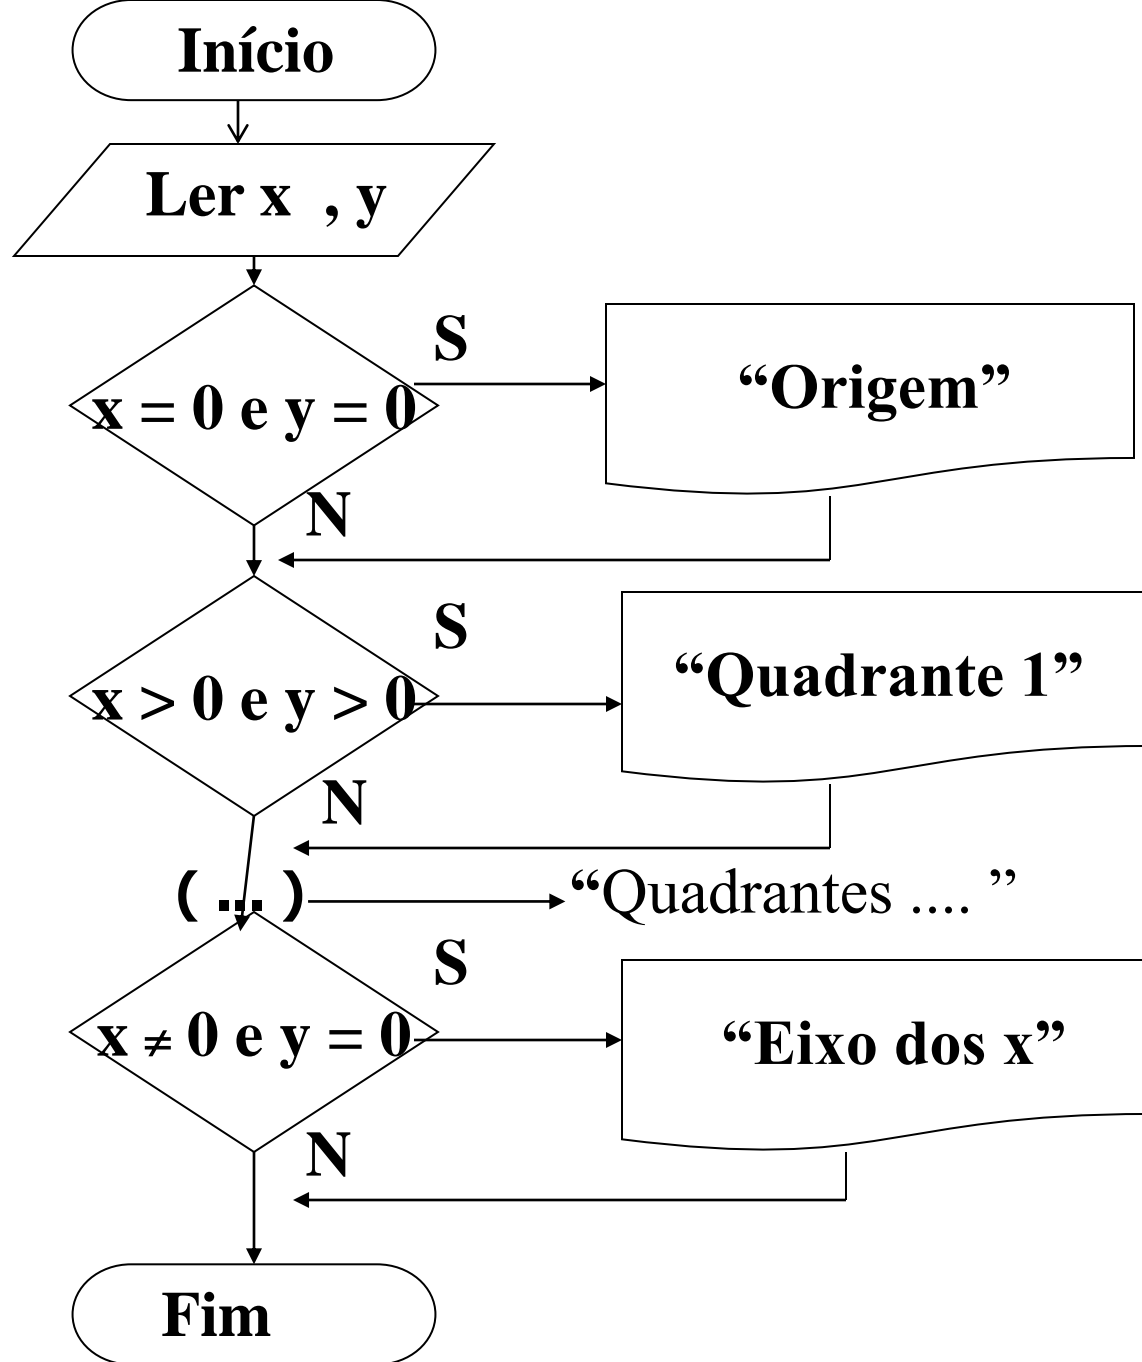 Início
Ler x , y
S
x = 0 e y = 0
“Origem”
N
S
x > 0 e y > 0
“Quadrante 1”
N
( ... )
“Quadrantes .... ”
S
x ≠ 0 e y = 0
“Eixo dos x”
N
Fim